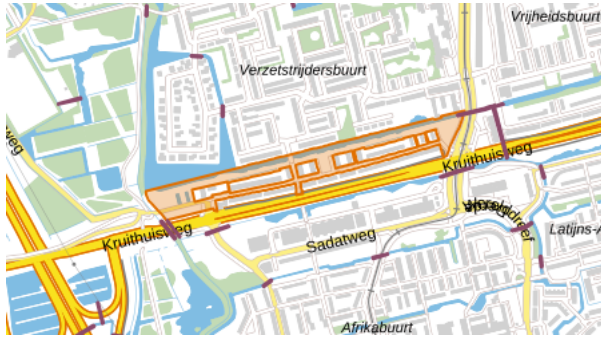 Vrijheidsbuurt
Verzetstrijdersbuurt
weg
Kruithuisweg
Kruithuisweg
Sadatweg
Latijns-A
Afrikabuurt